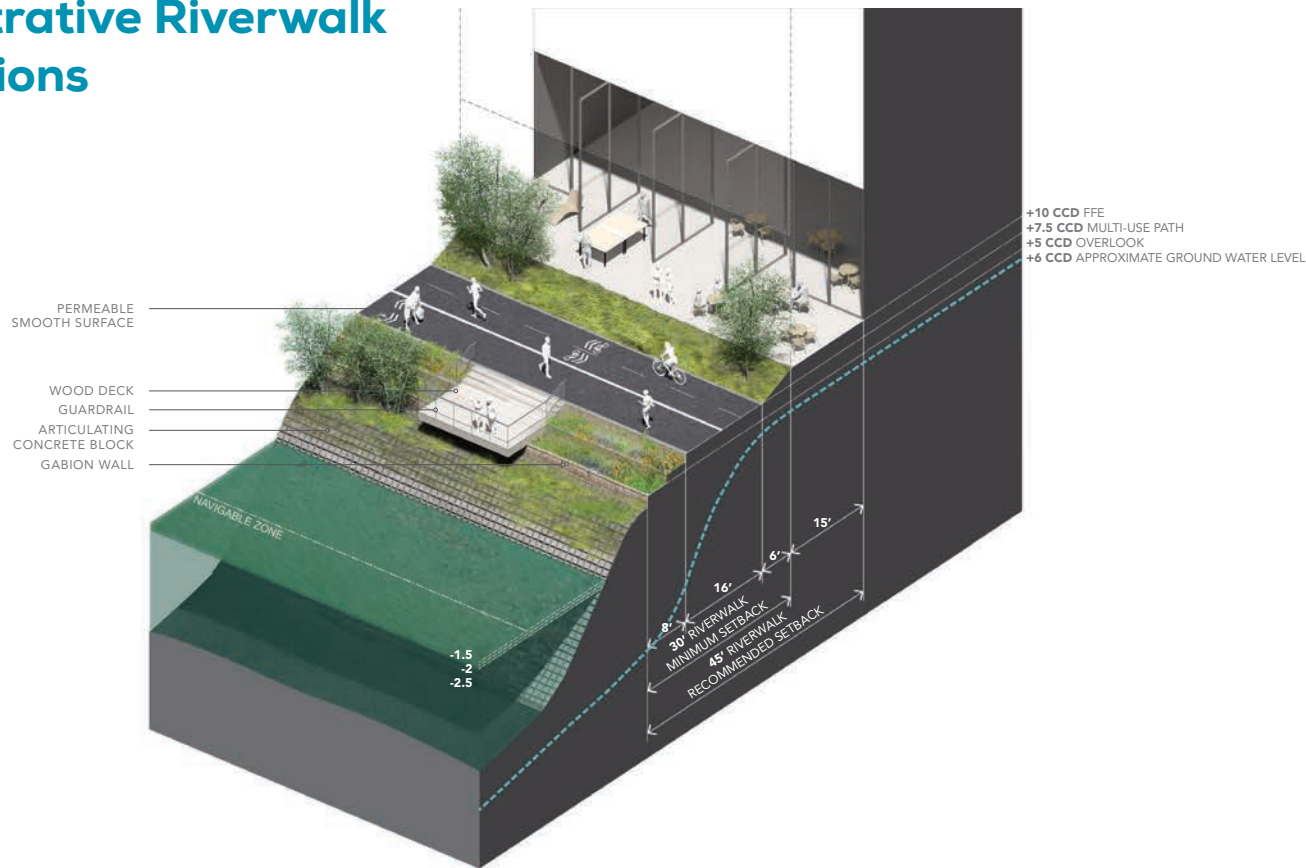 trative Riverwalk
ions
+10 CCD FFE
+7.5 CCD MULTI-USE PATH
+5 CCD OVERLOOK
+6 CCD APPROXIMATE GROUND WATER LEVEL
PERMEABLE
SMOOTH SURFACE
WOOD DECK
GUARDRAIL
ARTICULATING
CONCRETE BLOCK
GABION WALL
NAVIGABLE ZONE
15'
6'
16'
8'
30' RIVERWALK
MINIMUM SETBACK
45' RIVERWALK
RECOMMENDED SETBACK
-1.5
-2
-2.5